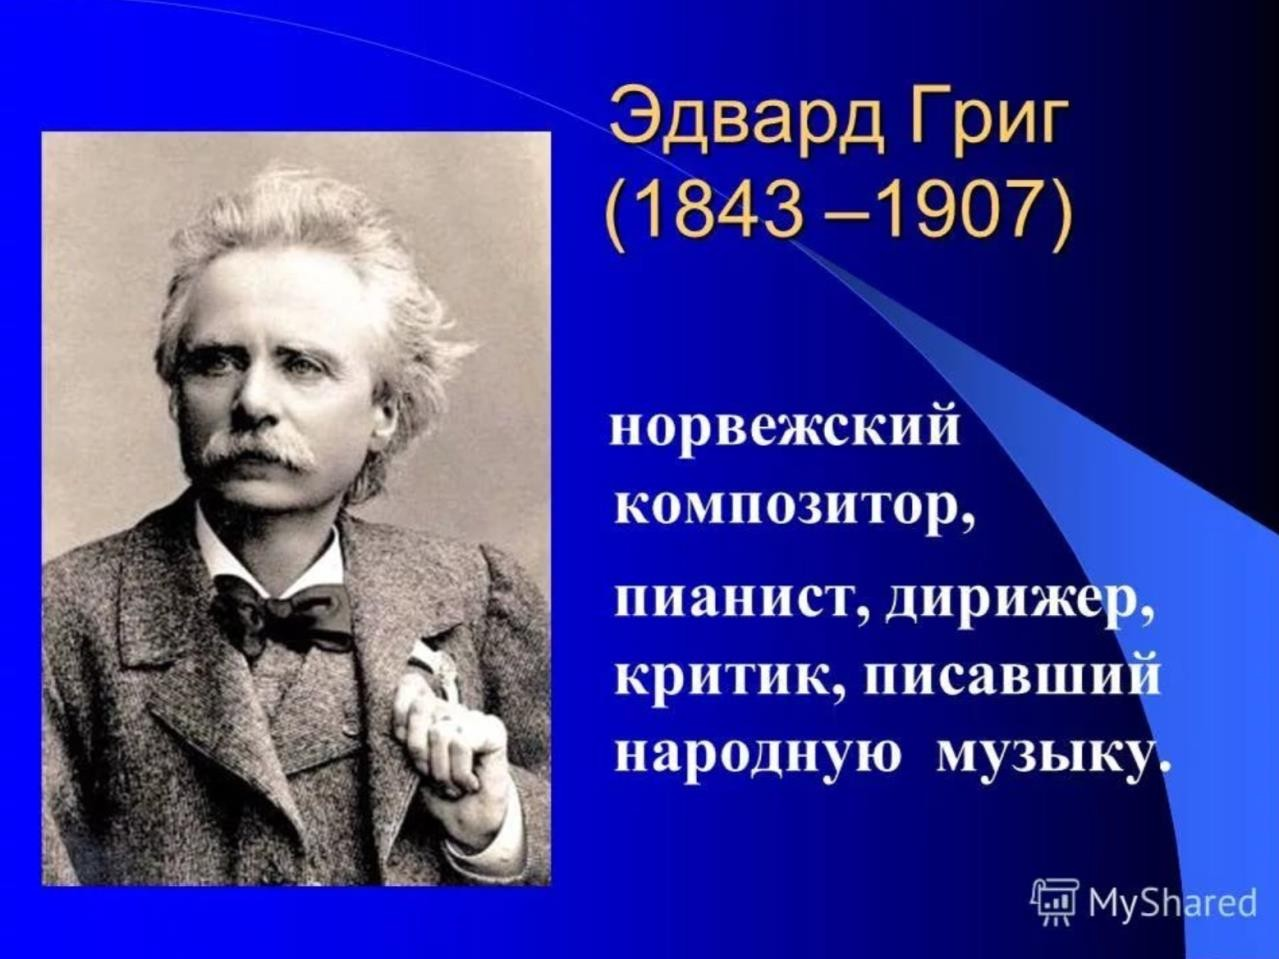 Эдвард Григ
(1843 –1907)
норвежский
композитор,
пианист, дирижер,
критик, писавший
народную музыку.
MyShared